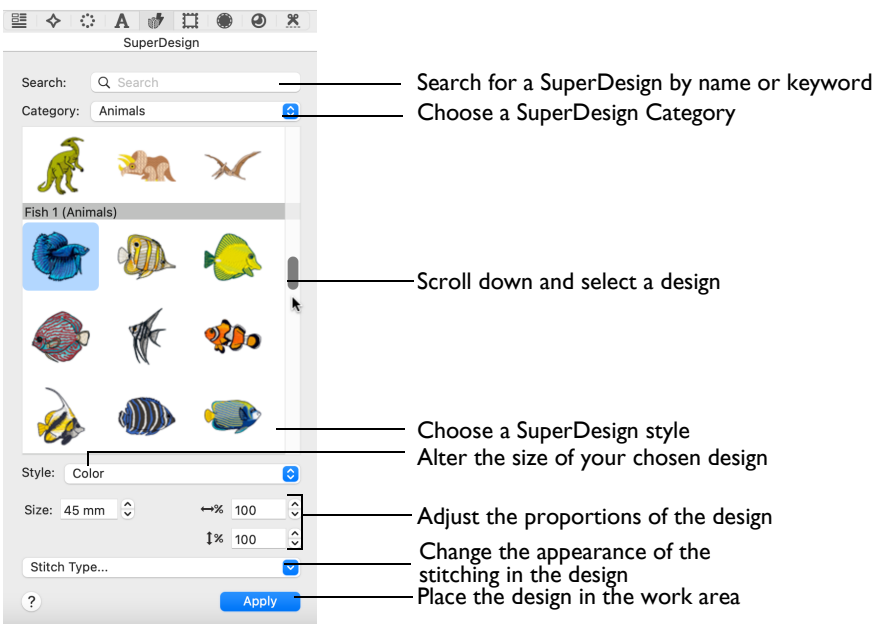 A
SuperDesign
Search: Search
Search for a SuperDesign by name or keyword
Category: Animals
Choose a SuperDesign Category
Fish 1 (Animals)
Scroll down and select a design
Choose a SuperDesign style
Alter the size of your chosen design
Style: Color
Size: 45 mm
↔% 100
Adjust the proportions of the design
↕% 100
Change the appearance of the
stitching in the design
Stitch Type...
? Apply
Place the design in the work area